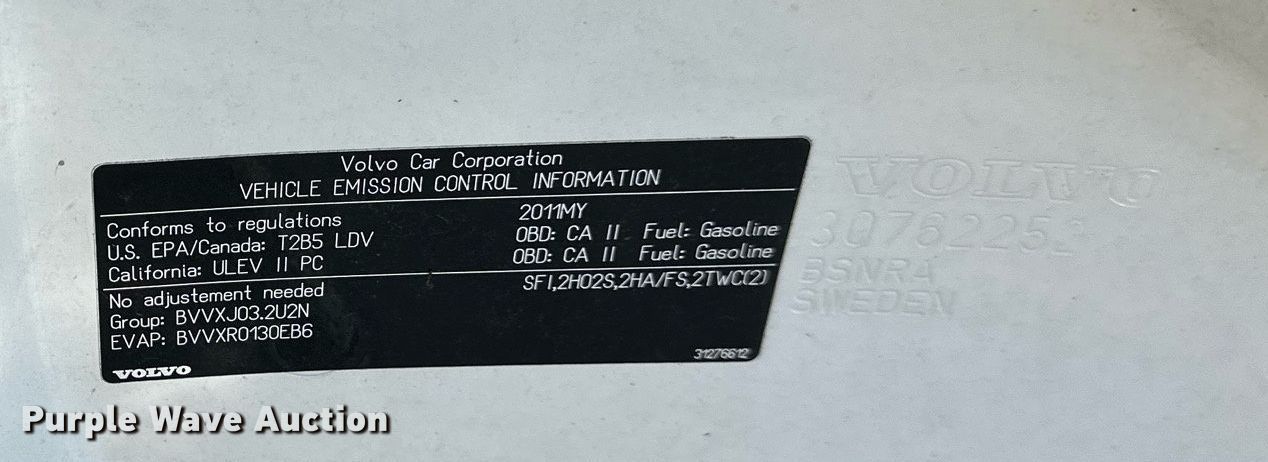 Volvo Car Corporation
VEHICLE EMISSION CONTROL INFORMATION
Conforms to regulations 2011MY
U.S. EPA/Canada: T2B5 LDV OBD: CA II Fuel: Gasoline
California: ULEV II PC OBD: CA II Fuel: Gasoline
No adjustement needed SFI,2HO2S,2HA/FS,2TWC(2)
Group: BVVXJ03.2U2N
EVAP: BVVXR0130EB6
VOLVO 31276612
VOLVO
BSNRA
SWEDEN
Purple Wave Auction